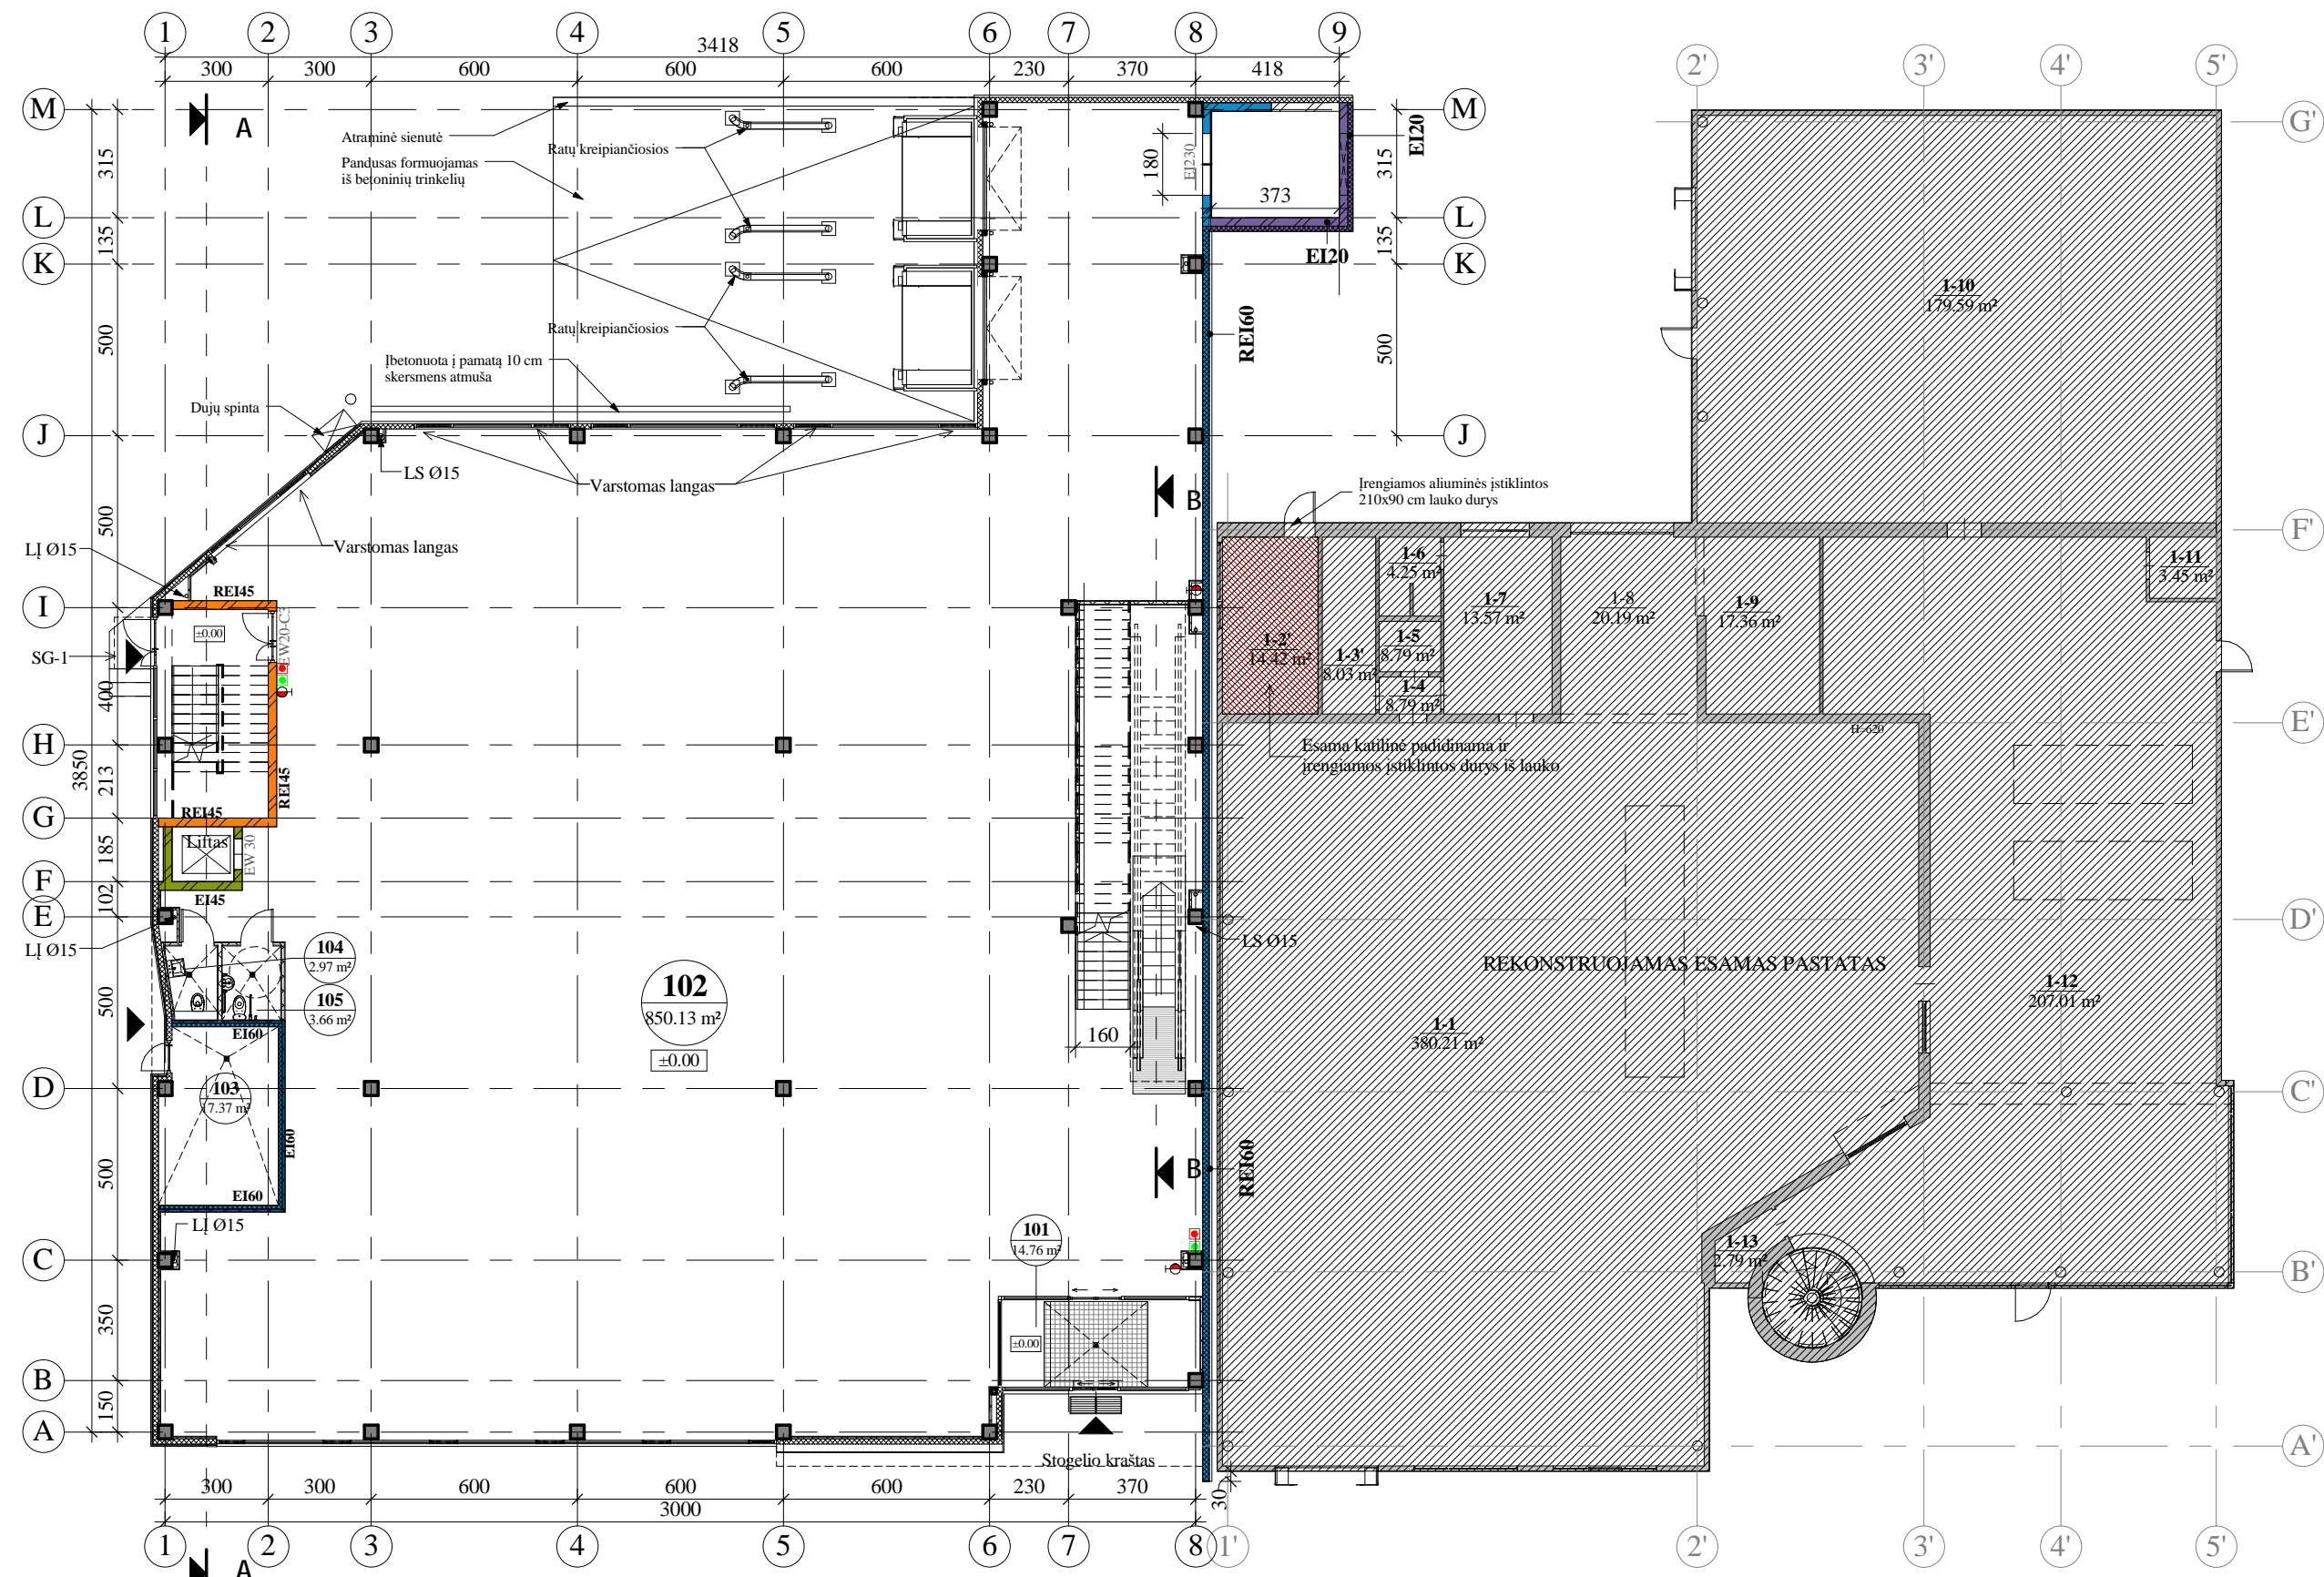 1 2 3 4 5 6 7 8 9
3418
300 300 600 600 600 230 370 418
2' 3' 4' 5'
M
A
M
G'
Atraminė sienutė
Pandusas formuojamas
iš betoninių trinkelių
Ratų kreipiančiosios
315
180
EI230
EI20
315
373
L
L
135
135
K
EI20
K
1-10
179.59 m²
Ratų kreipiančiosios
500
REI60
500
Įbetonuota į pamatą 10 cm
skersmens atmuša
Dujų spinta
J
J
LS Ø15
Varstomas langas
B
Įrengiamos aliuminės įstiklintos
210x90 cm lauko durys
500
F'
LĮ Ø15
Varstomas langas
1-6
4.25 m²
1-11
3.45 m²
REI45
I
±0.00
EW20-C3
1-7
13.57 m²
1-8
20.19 m²
1-9
17.36 m²
1-2'
14.42 m²
1-5
8.79 m²
1-3'
8.03 m²
1-4
8.79 m²
SG-1
400
E'
H=620
H
Esama katilinė padidinama ir
įrengiamos įstiklintos durys iš lauko
3850
213
REI45
REI45
G
185
Liftas
EW 30
F
102
EI45
E
D'
LĮ Ø15
LS Ø15
104
2.97 m²
REKONSTRUOJAMAS ESAMAS PASTATAS
102
850.13 m²
±0.00
1-12
207.01 m²
105
3.66 m²
500
1-1
380.21 m²
EI60
160
D
103
17.37 m²
C'
EI60
500
B
REI60
EI60
LĮ Ø15
101
14.76 m²
1-13
2.79 m²
C
B'
350
±0.00
B
150
A
A'
Stogelio kraštas
300 300 600 600 600 230 370
30
3000
1 2 3 4 5 6 7 8 1' 2' 3' 4' 5'
A